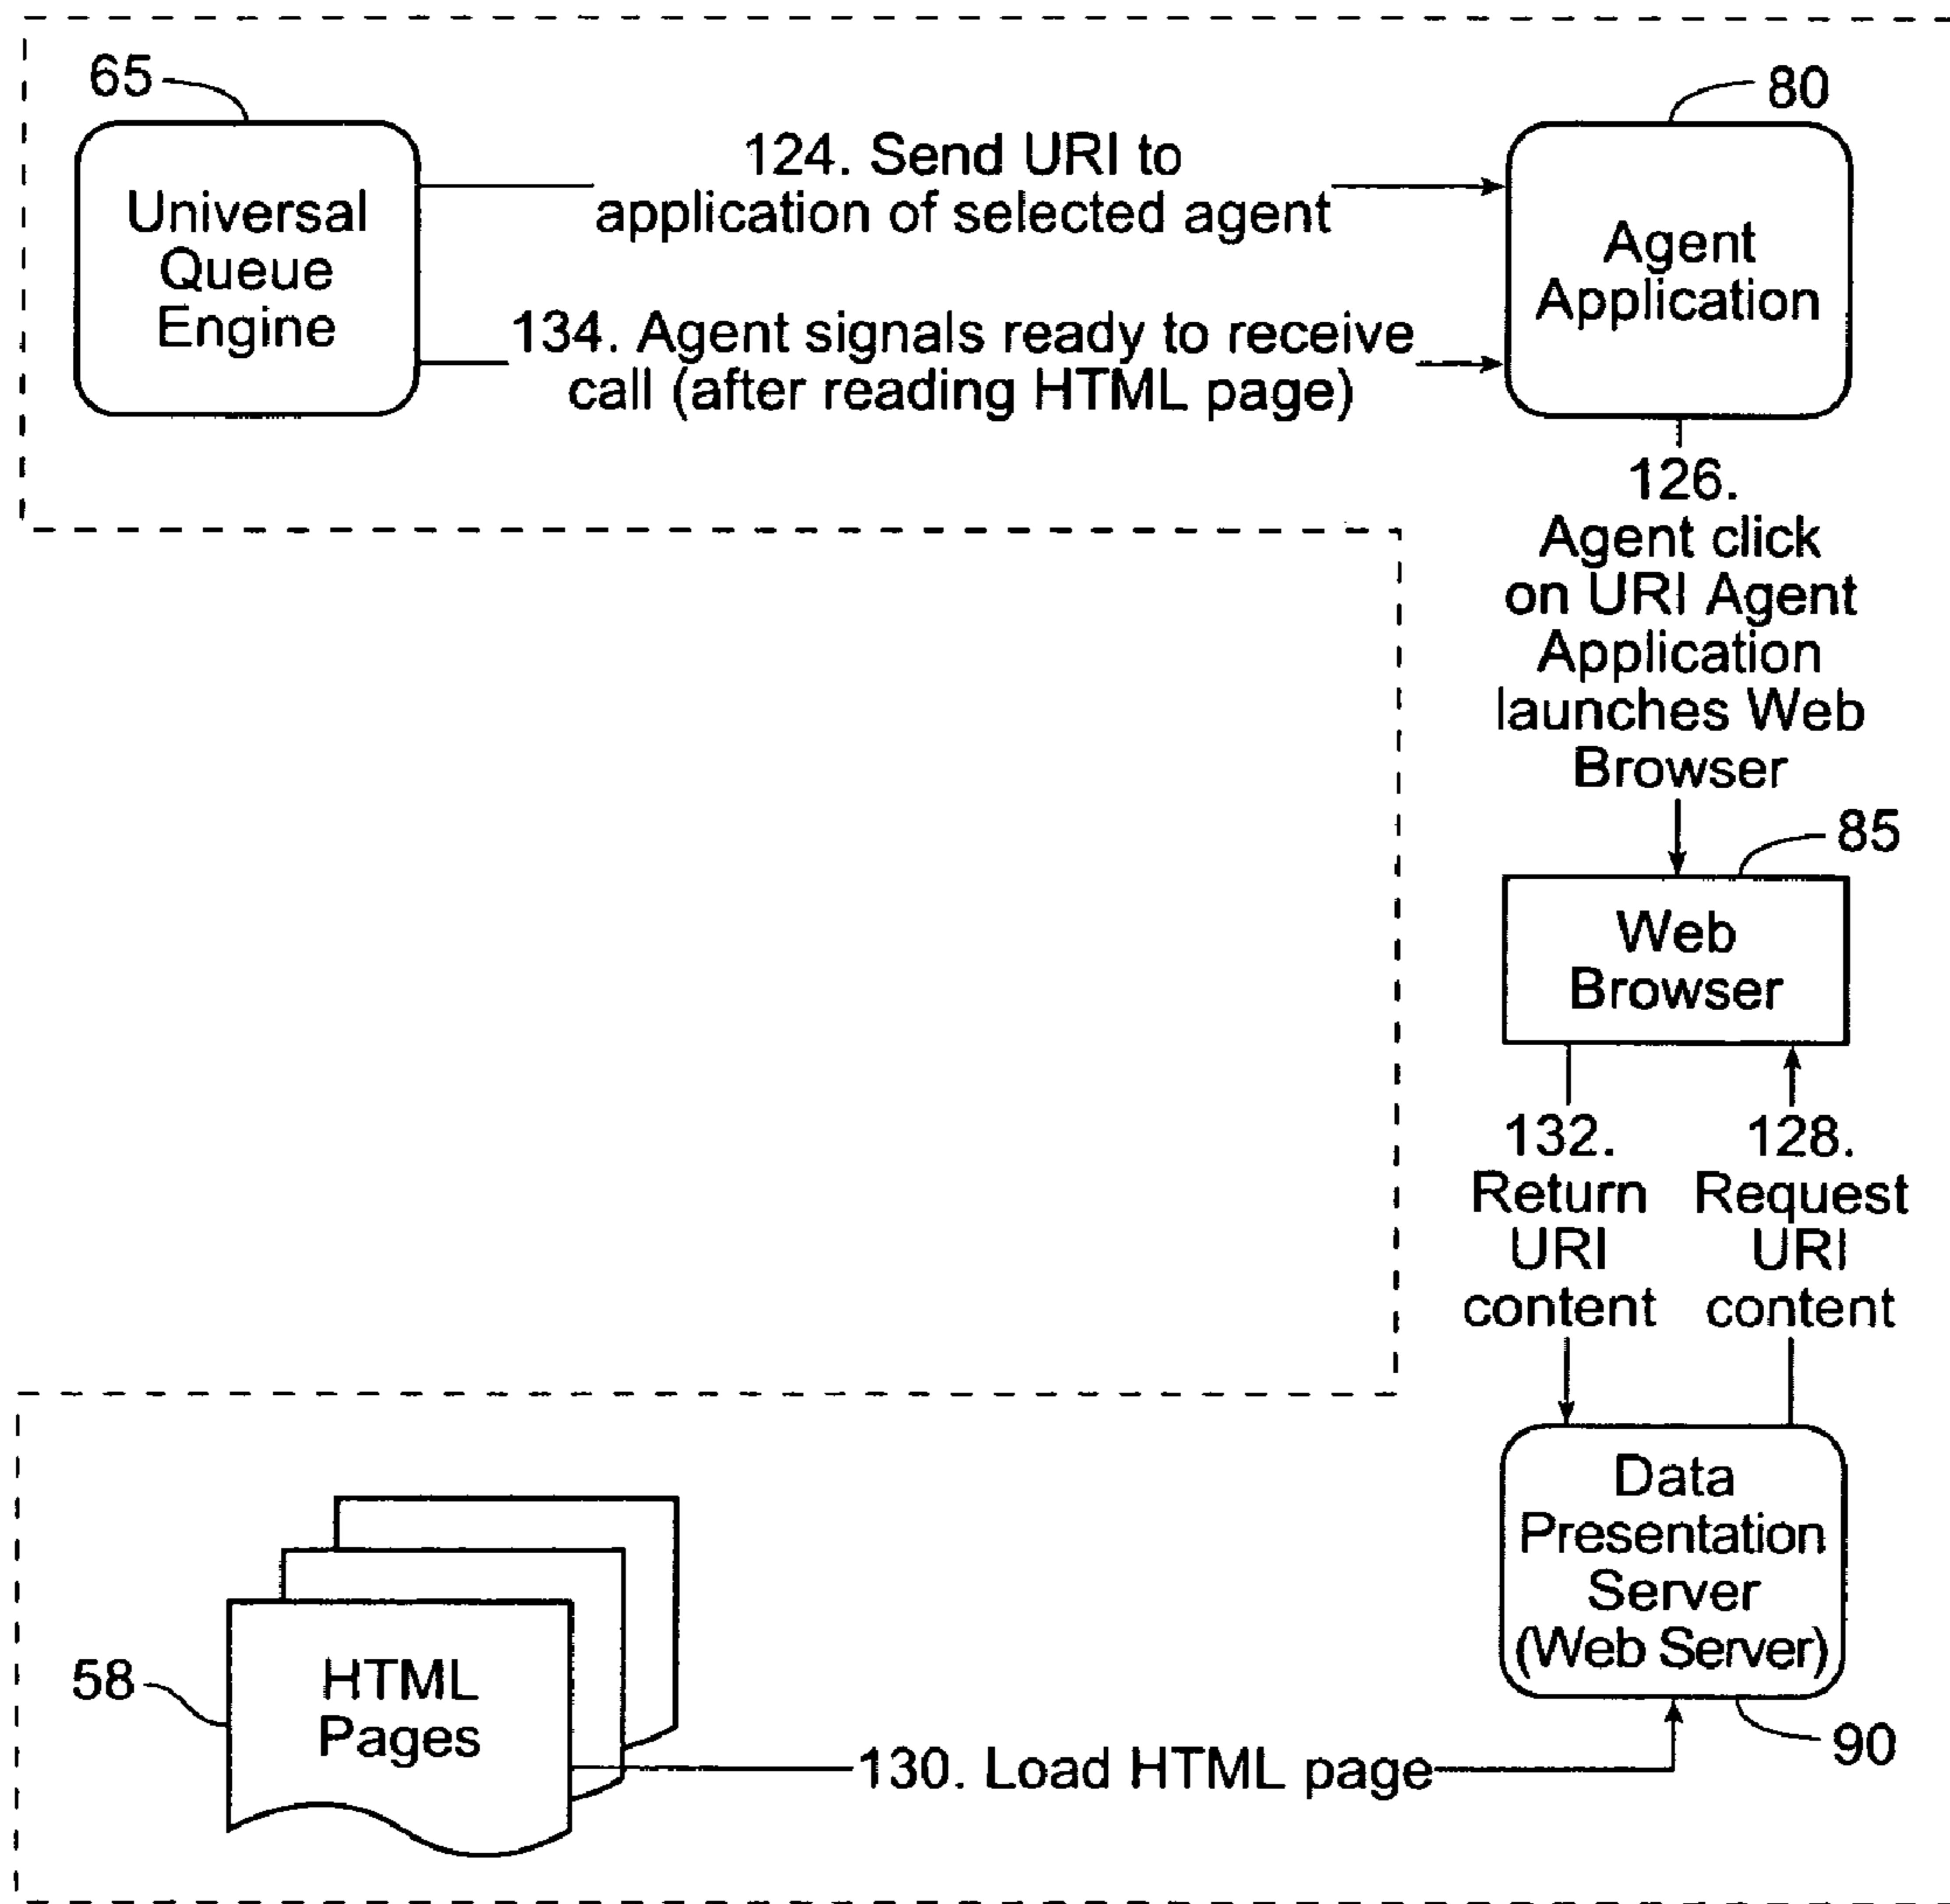 65
80
Universal
Queue
Engine
124. Send URI to
application of selected agent
134. Agent signals ready to receive
call (after reading HTML page)
Agent
Application
126.
Agent click
on URI Agent
Application
launches Web
Browser
85
Web
Browser
132.
Return
URI
content
128.
Request
URI
content
Data
Presentation
Server
(Web Server)
90
58
HTML
Pages
130. Load HTML page